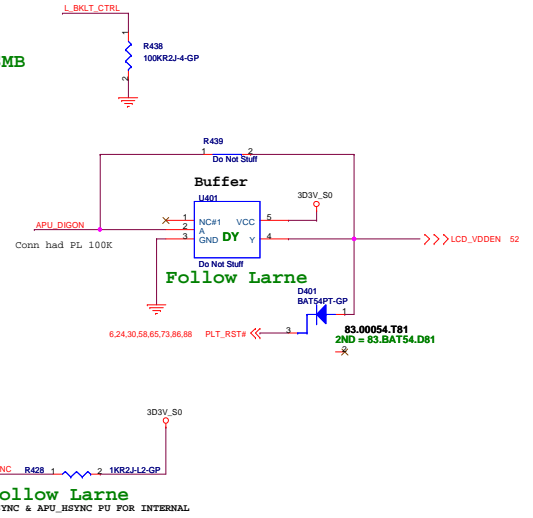 L_BKLT_CTRL
1
R438
100KR2J-4-GP
MB
2
R439
1 2
Do Not Stuff
Buffer
U401
3D3V_S0
1 NC#1 VCC 5
APU_DIGON 2 A
3 GND DY Y 4
LCD_VDDEN 52
Conn had PL 100K
Do Not Stuff
Follow Larne
D401
BAT54PT-GP
1
6,24,30,58,65,73,86,88 PLT_RST# 3
83.00054.T81
2ND = 83.BAT54.D81
2
3D3V_S0
NC R428 1 2 1KR2J-L2-GP
ollow Larne
YNC & APU_HSYNC PU FOR INTERNAL